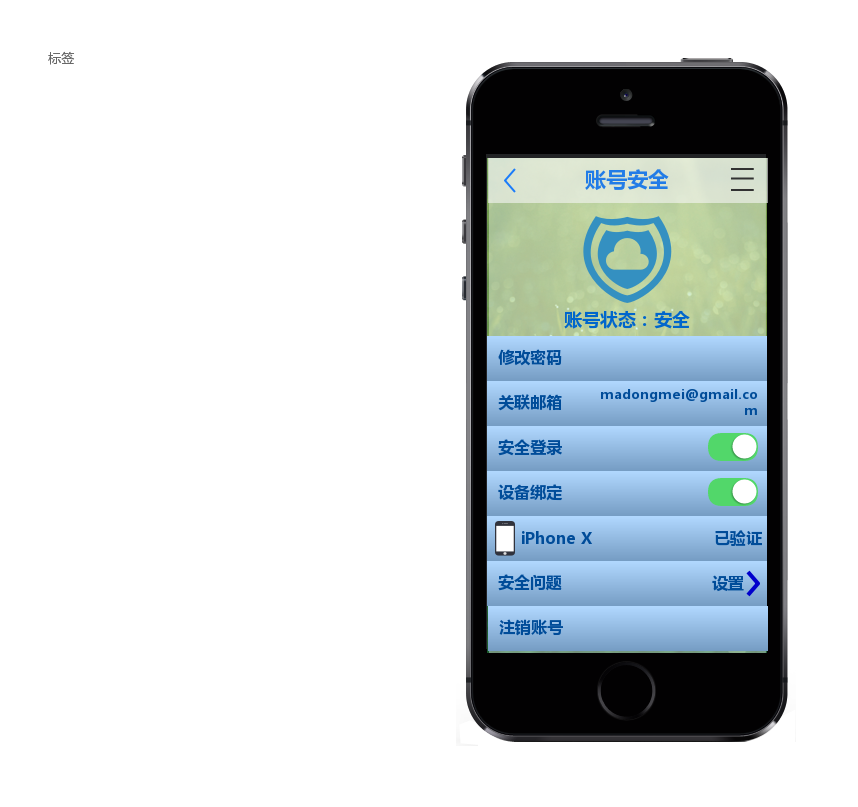 标签
账号安全
账号状态：安全
修改密码
关联邮箱
madongmei@gmail.co
m
安全登录
设备绑定
iPhone X 已验证
安全问题 设置
注销账号